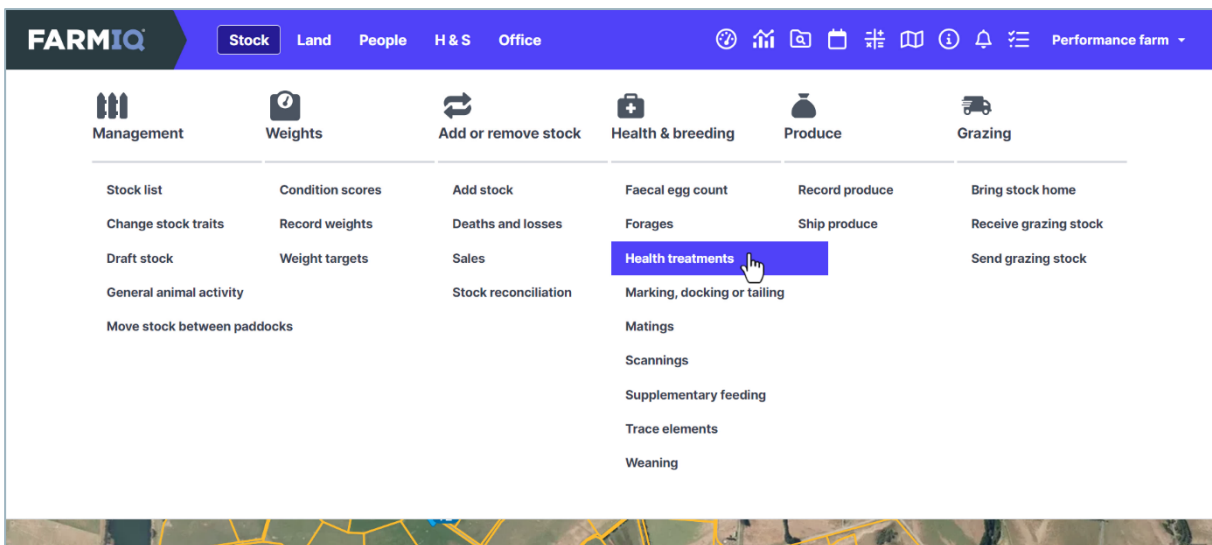 FARMIQ
Stock Land People H & S Office Performance farm
Management
Stock list
Change stock traits
Draft stock
General animal activity
Move stock between paddocks
Weights
Condition scores
Record weights
Weight targets
Add or remove stock
Add stock
Deaths and losses
Sales
Stock reconciliation
Health & breeding
Faecal egg count
Forages
Health treatments
Marking, docking or tailing
Matings
Scannings
Supplementary feeding
Trace elements
Weaning
Produce
Record produce
Ship produce
Grazing
Bring stock home
Receive grazing stock
Send grazing stock